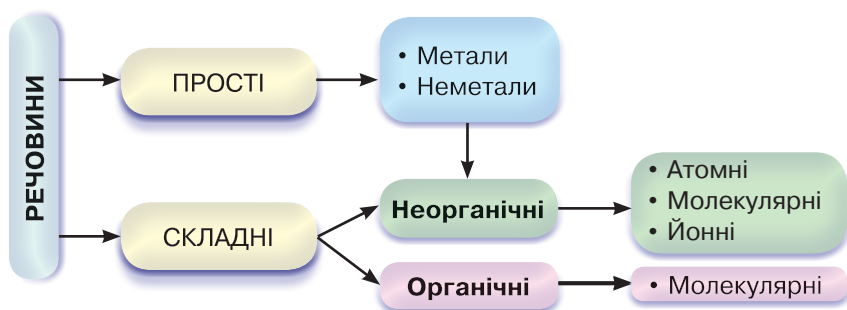 РЕЧОВИНИ
ПРОСТІ
• Метали
• Неметали
СКЛАДНІ
Неорганічні
• Атомні
• Молекулярні
• Йонні
Органічні
• Молекулярні